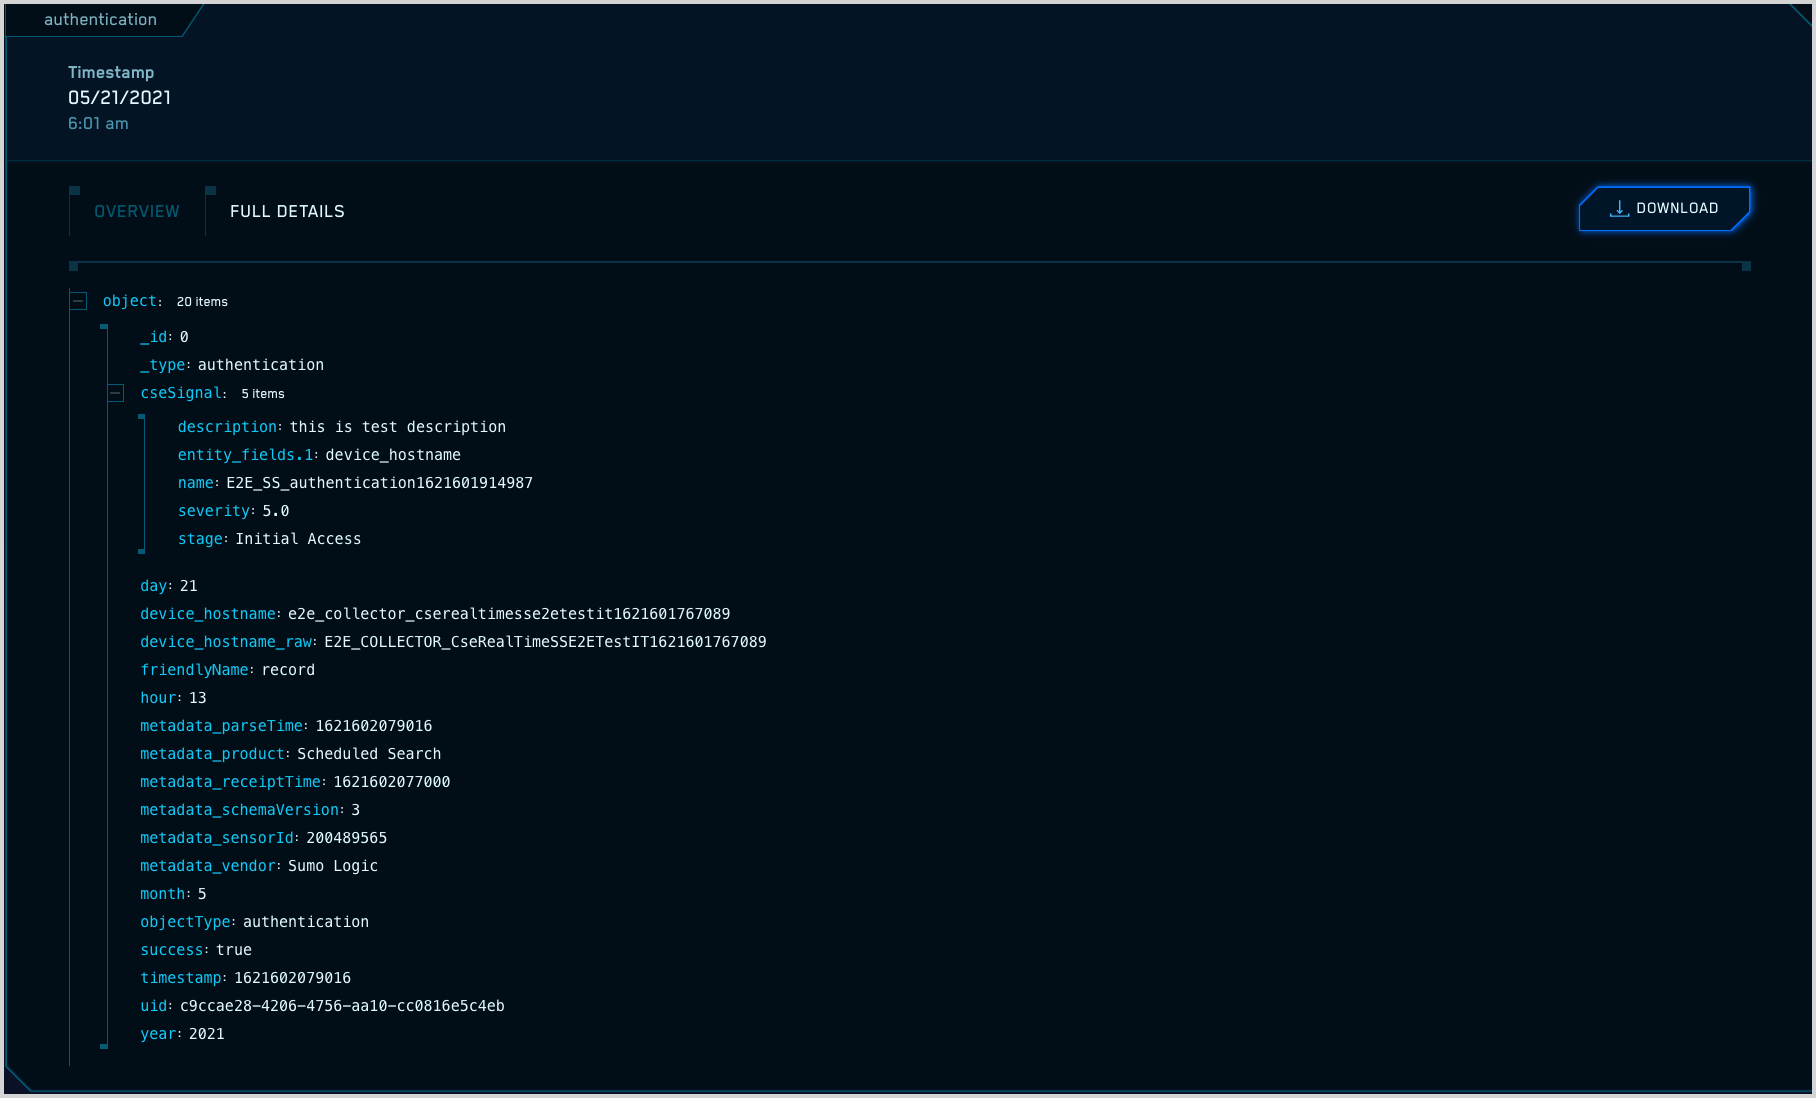 authentication
Timestamp
05/21/2021
6:01 am
OVERVIEW
FULL DETAILS
DOWNLOAD
object: 20 items
_id: 0
_type: authentication
cseSignal: 5 items
description: this is test description
entity_fields.1: device_hostname
name: E2E_SS_authentication1621601914987
severity: 5.0
stage: Initial Access
day: 21
device_hostname: e2e_collector_cserealtimesse2etestit1621601767089
device_hostname_raw: E2E_COLLECTOR_CseRealTimeSSE2ETestIT1621601767089
friendlyName: record
hour: 13
metadata_parseTime: 1621602079016
metadata_product: Scheduled Search
metadata_receiptTime: 1621602077000
metadata_schemaVersion: 3
metadata_sensorId: 200489565
metadata_vendor: Sumo Logic
month: 5
objectType: authentication
success: true
timestamp: 1621602079016
uid: c9ccae28-4206-4756-aa10-cc0816e5c4eb
year: 2021